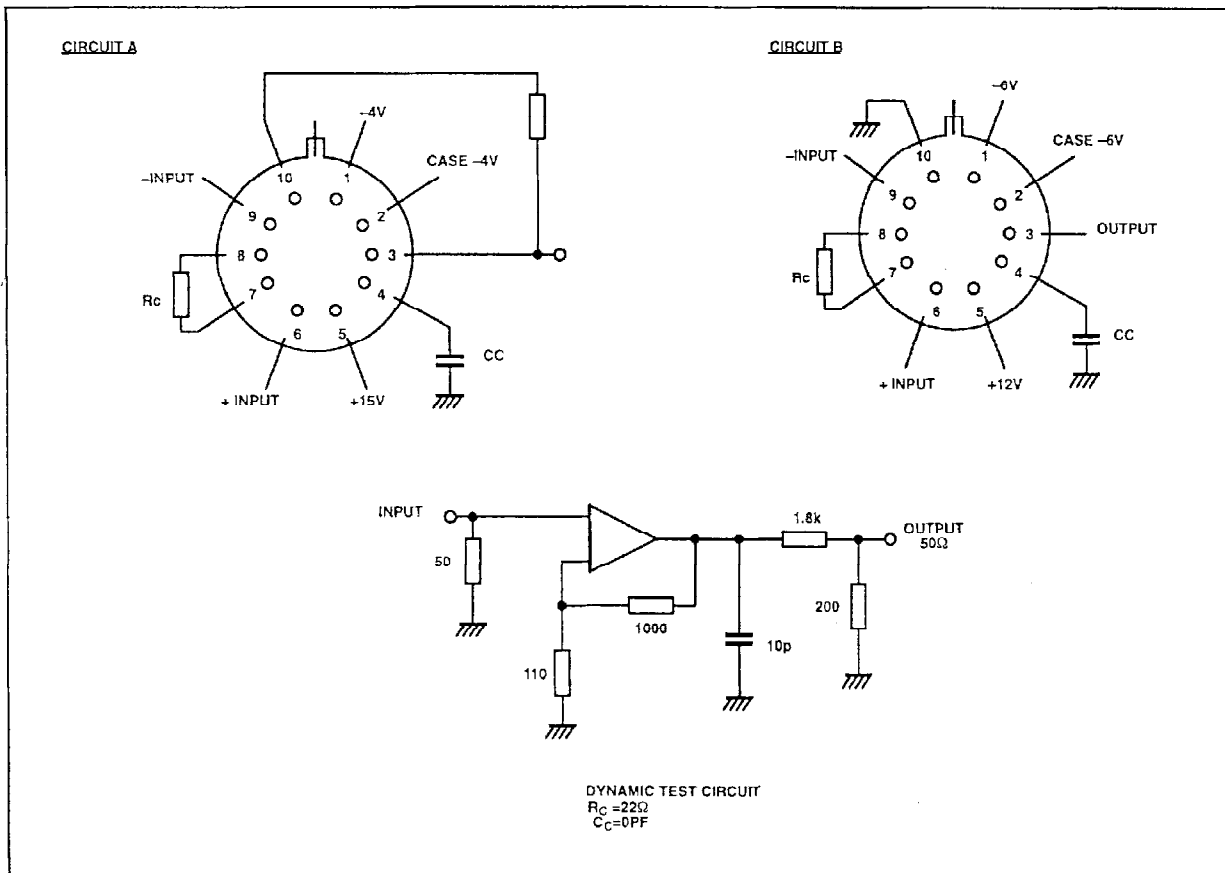 CIRCUIT A
–4V
CASE –4V
–INPUT
10
1
9
2
8
3
7
4
6
5
Rc
CC
+ INPUT
+15V
CIRCUIT B
–6V
CASE –6V
–INPUT
10
1
9
2
8
3
OUTPUT
7
4
6
5
Rc
CC
+ INPUT
+12V
INPUT
50
1000
110
10p
1.8k
OUTPUT
50Ω
200
DYNAMIC TEST CIRCUIT
RC =22Ω
CC=0PF